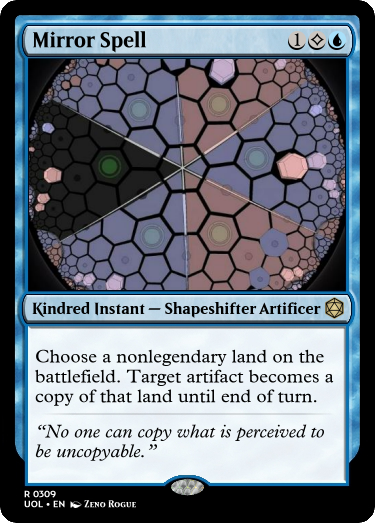 Mirror Spell
1
Kindred Instant — Shapeshifter Artificer
Choose a nonlegendary land on the
battlefield. Target artifact becomes a
copy of that land until end of turn.
“No one can copy what is perceived to
be uncopyable.”
R 0309
UOL • EN Zeno Rogue